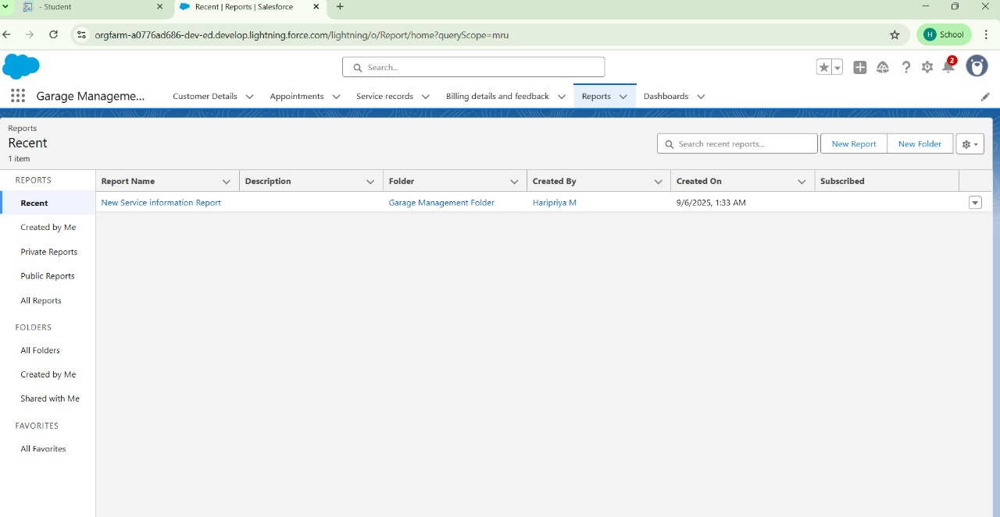 - Student
Recent | Reports | Salesforce
orgfarm-a0776ad686-dev-ed.develop.lightning.force.com/lightning/o/Report/home?queryScope=mru
H School
Search...
2
Garage Manageme...
Customer Details
Appointments
Service records
Billing details and feedback
Reports
Dashboards
Reports
Recent
1 item
Search recent reports...
New Report
New Folder
REPORTS
Recent
Created by Me
Private Reports
Public Reports
All Reports
FOLDERS
All Folders
Created by Me
Shared with Me
FAVORITES
All Favorites
Report Name Description Folder Created By Created On Subscribed
New Service information Report Garage Management Folder Haripriya M 9/6/2025, 1:33 AM